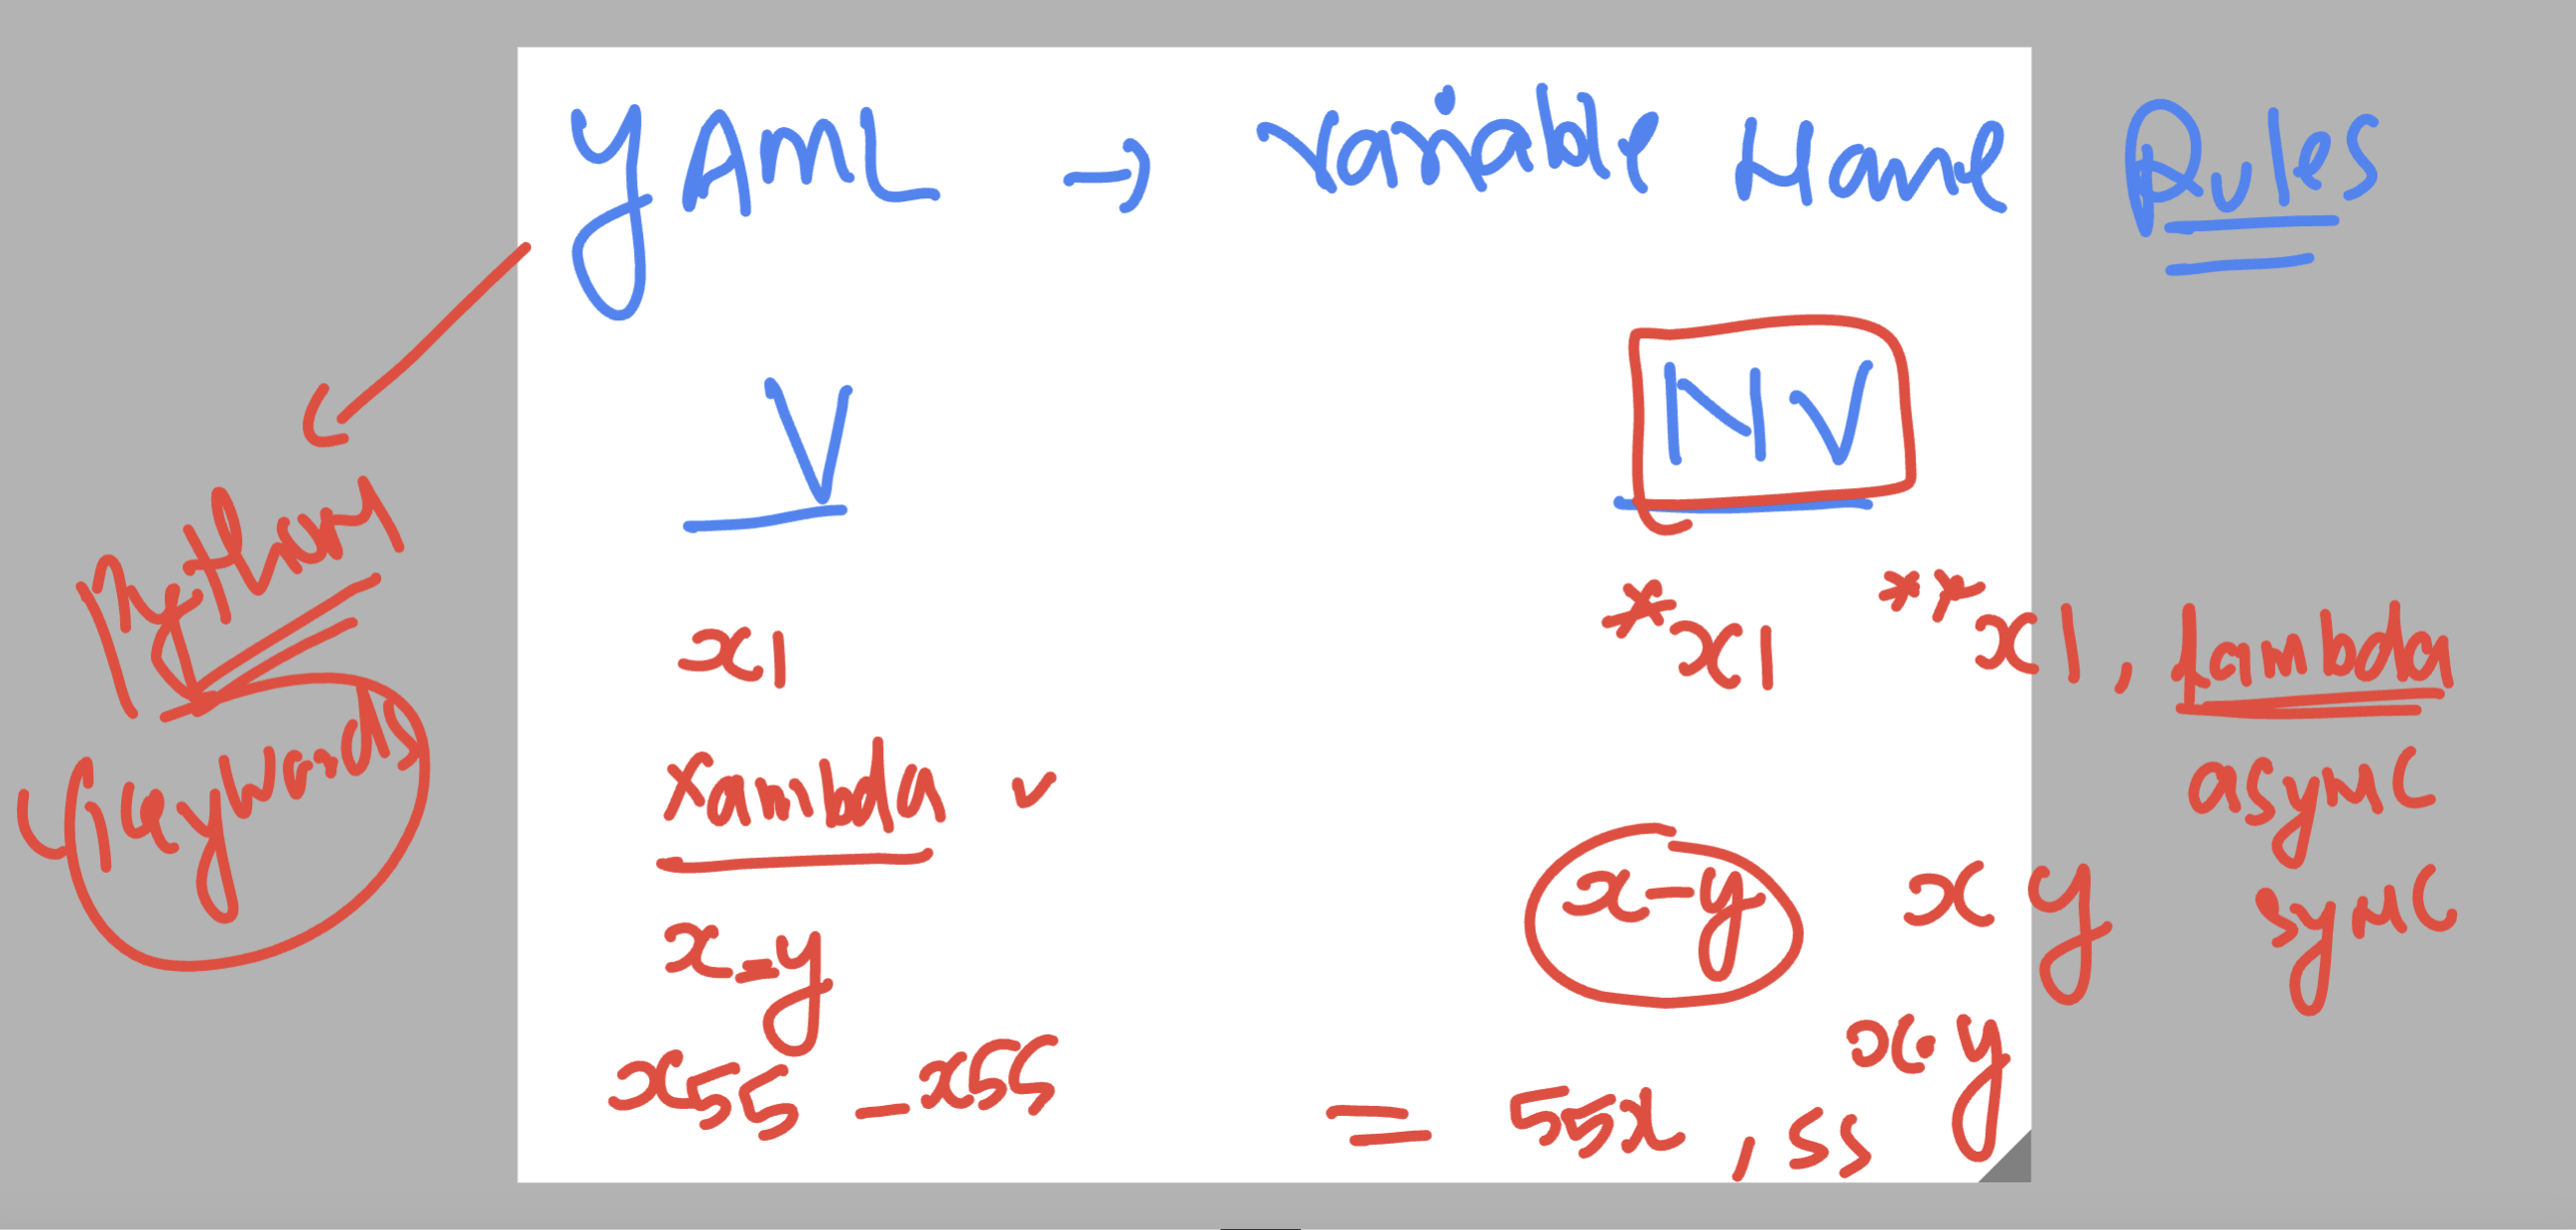 YAML → Variable Name Rules
V NV
Python
Keywords
x1 *x1 **x1, lambda
xambda ✓ async
x_y x-y x y sync
x55 _x55 = 55x, 55 x.y